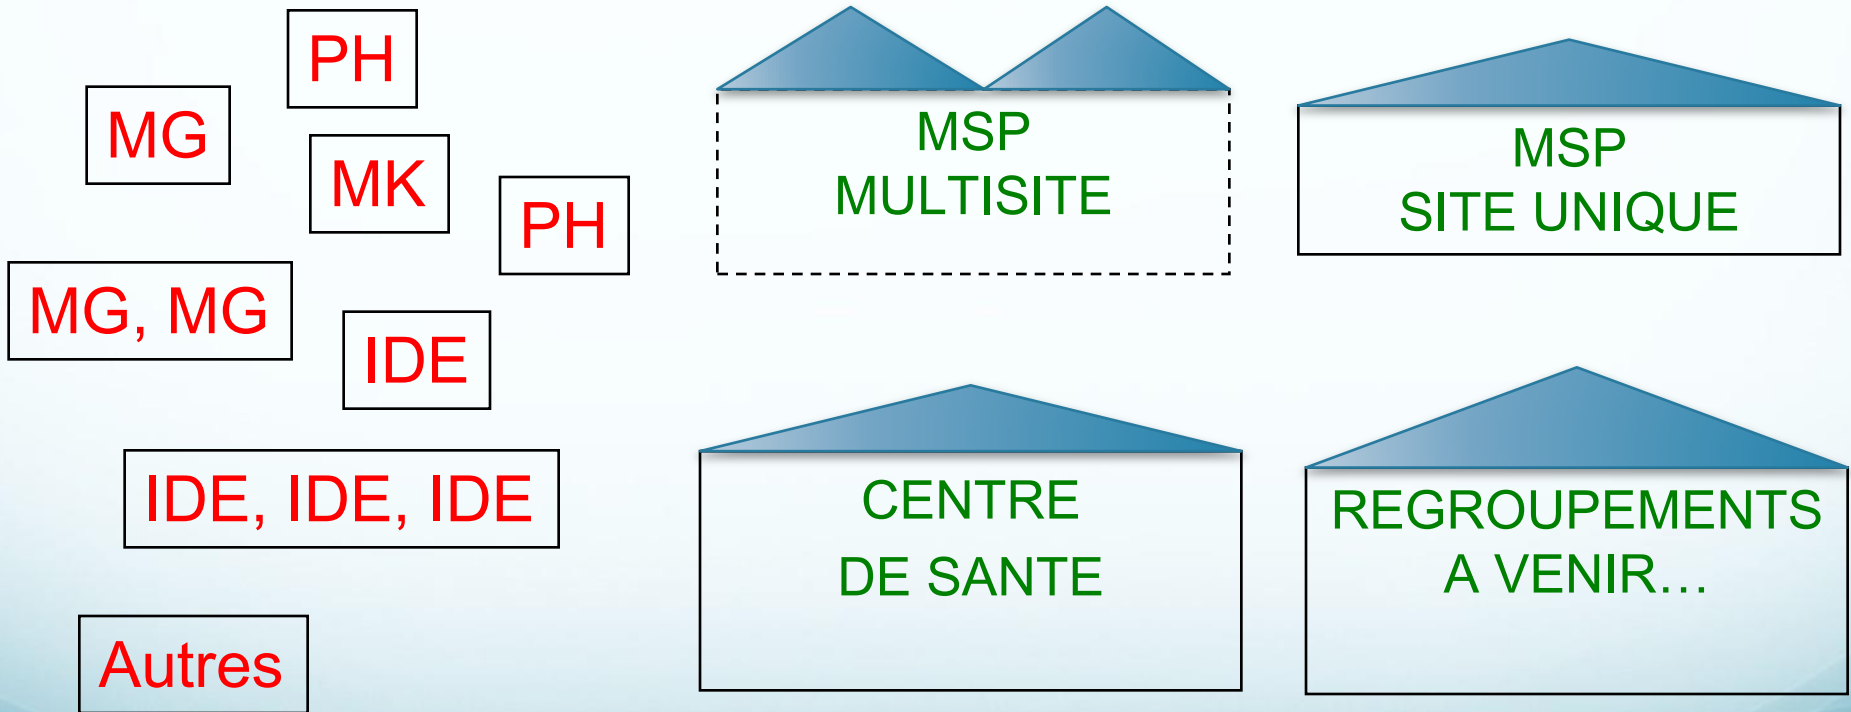 PH
MG
MK
PH
MG, MG
IDE
IDE, IDE, IDE
Autres
MSP
MULTISITE
MSP
SITE UNIQUE
CENTRE
DE SANTE
REGROUPEMENTS
A VENIR…